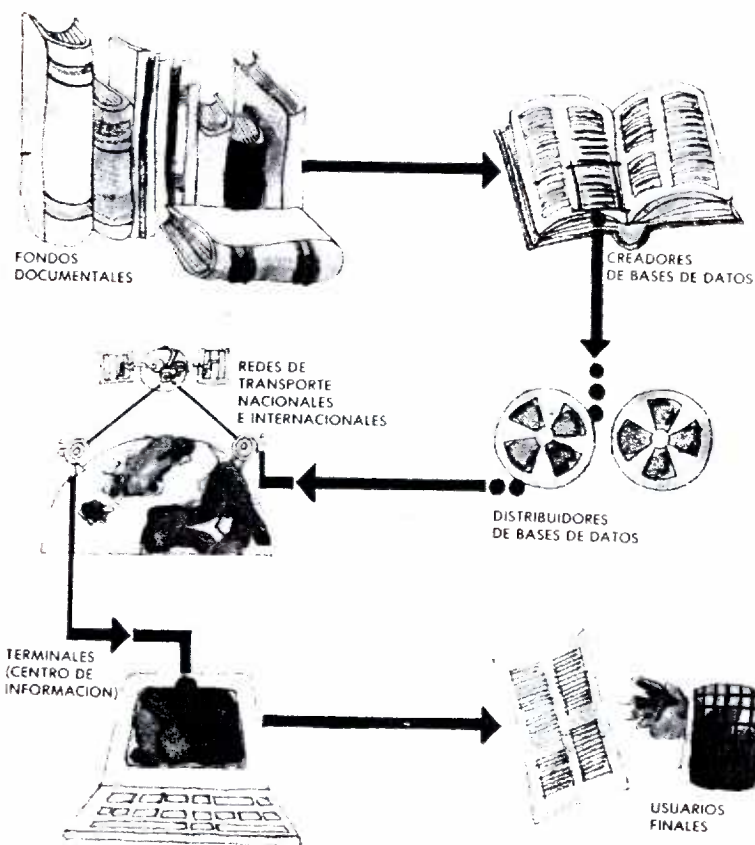 FONDOS
DOCUMENTALES
CREADORES
DE BASES DE DATOS
REDES DE
TRANSPORTE
NACIONALES
E INTERNACIONALES
DISTRIBUIDORES
DE BASES DE DATOS
TERMINALES
(CENTRO DE
INFORMACION)
USUARIOS
FINALES